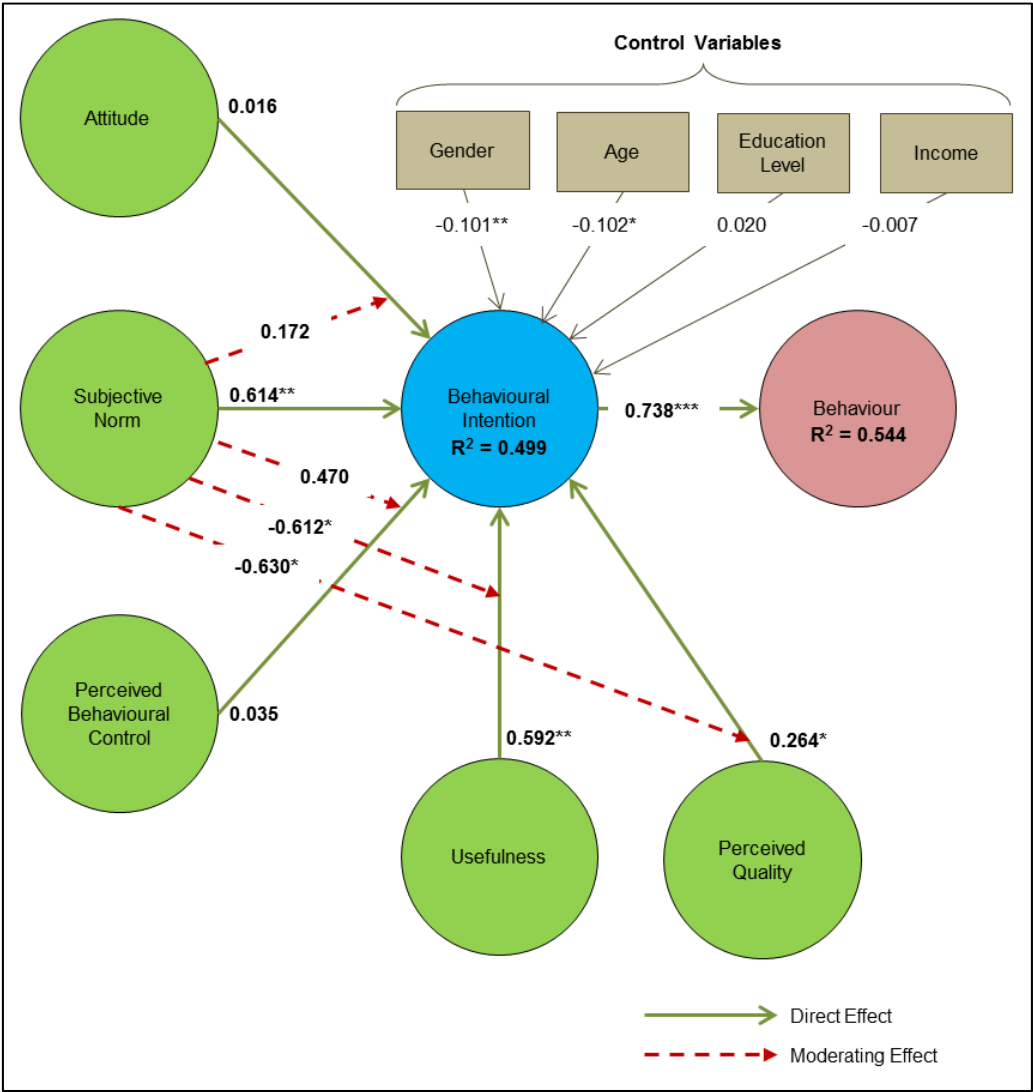 Control Variables
Attitude
0.016
Gender
Age
Education
Level
Income
-0.101**
-0.102*
0.020
-0.007
0.172
Subjective
Norm
0.614**
Behavioural
Intention
R² = 0.499
0.738***
Behaviour
R² = 0.544
0.470
-0.612*
-0.630*
Perceived
Behavioural
Control
0.035
0.592**
0.264*
Usefulness
Perceived
Quality
Direct Effect
Moderating Effect